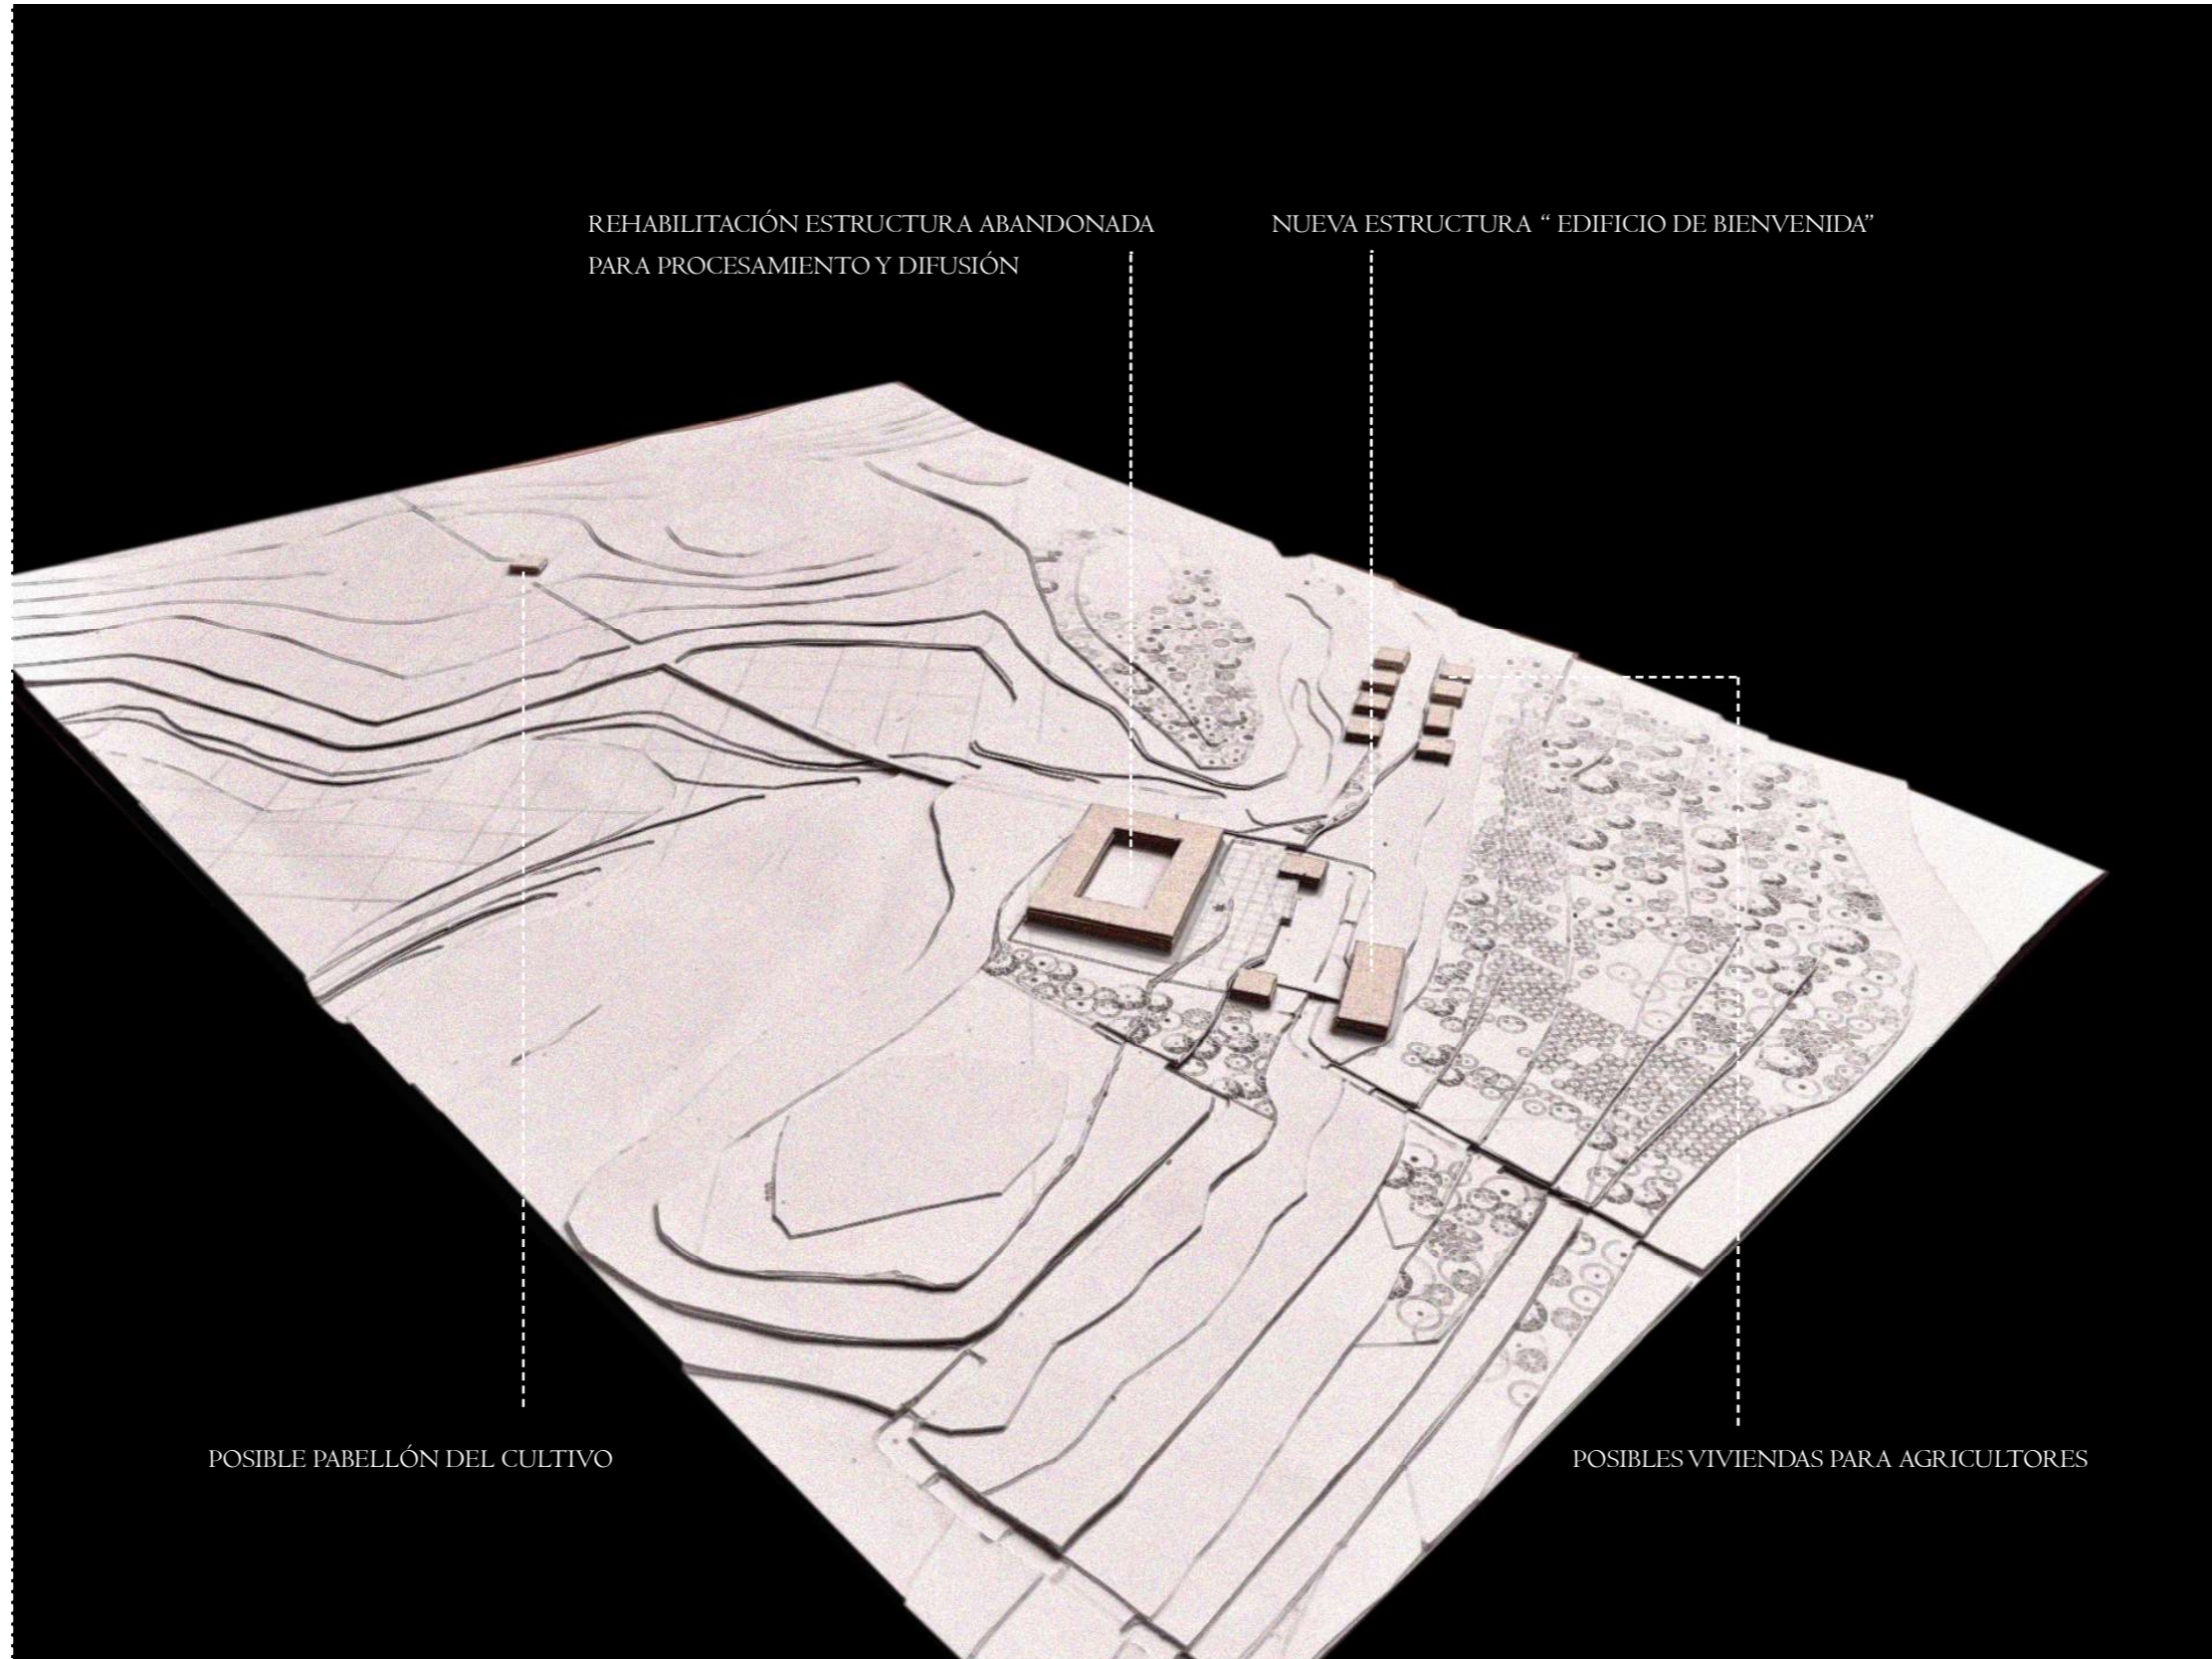 REHABILITACIÓN ESTRUCTURA ABANDONADA
PARA PROCESAMIENTO Y DIFUSIÓN
NUEVA ESTRUCTURA “ EDIFICIO DE BIENVENIDA”
POSIBLE PABELLÓN DEL CULTIVO
POSIBLES VIVIENDAS PARA AGRICULTORES